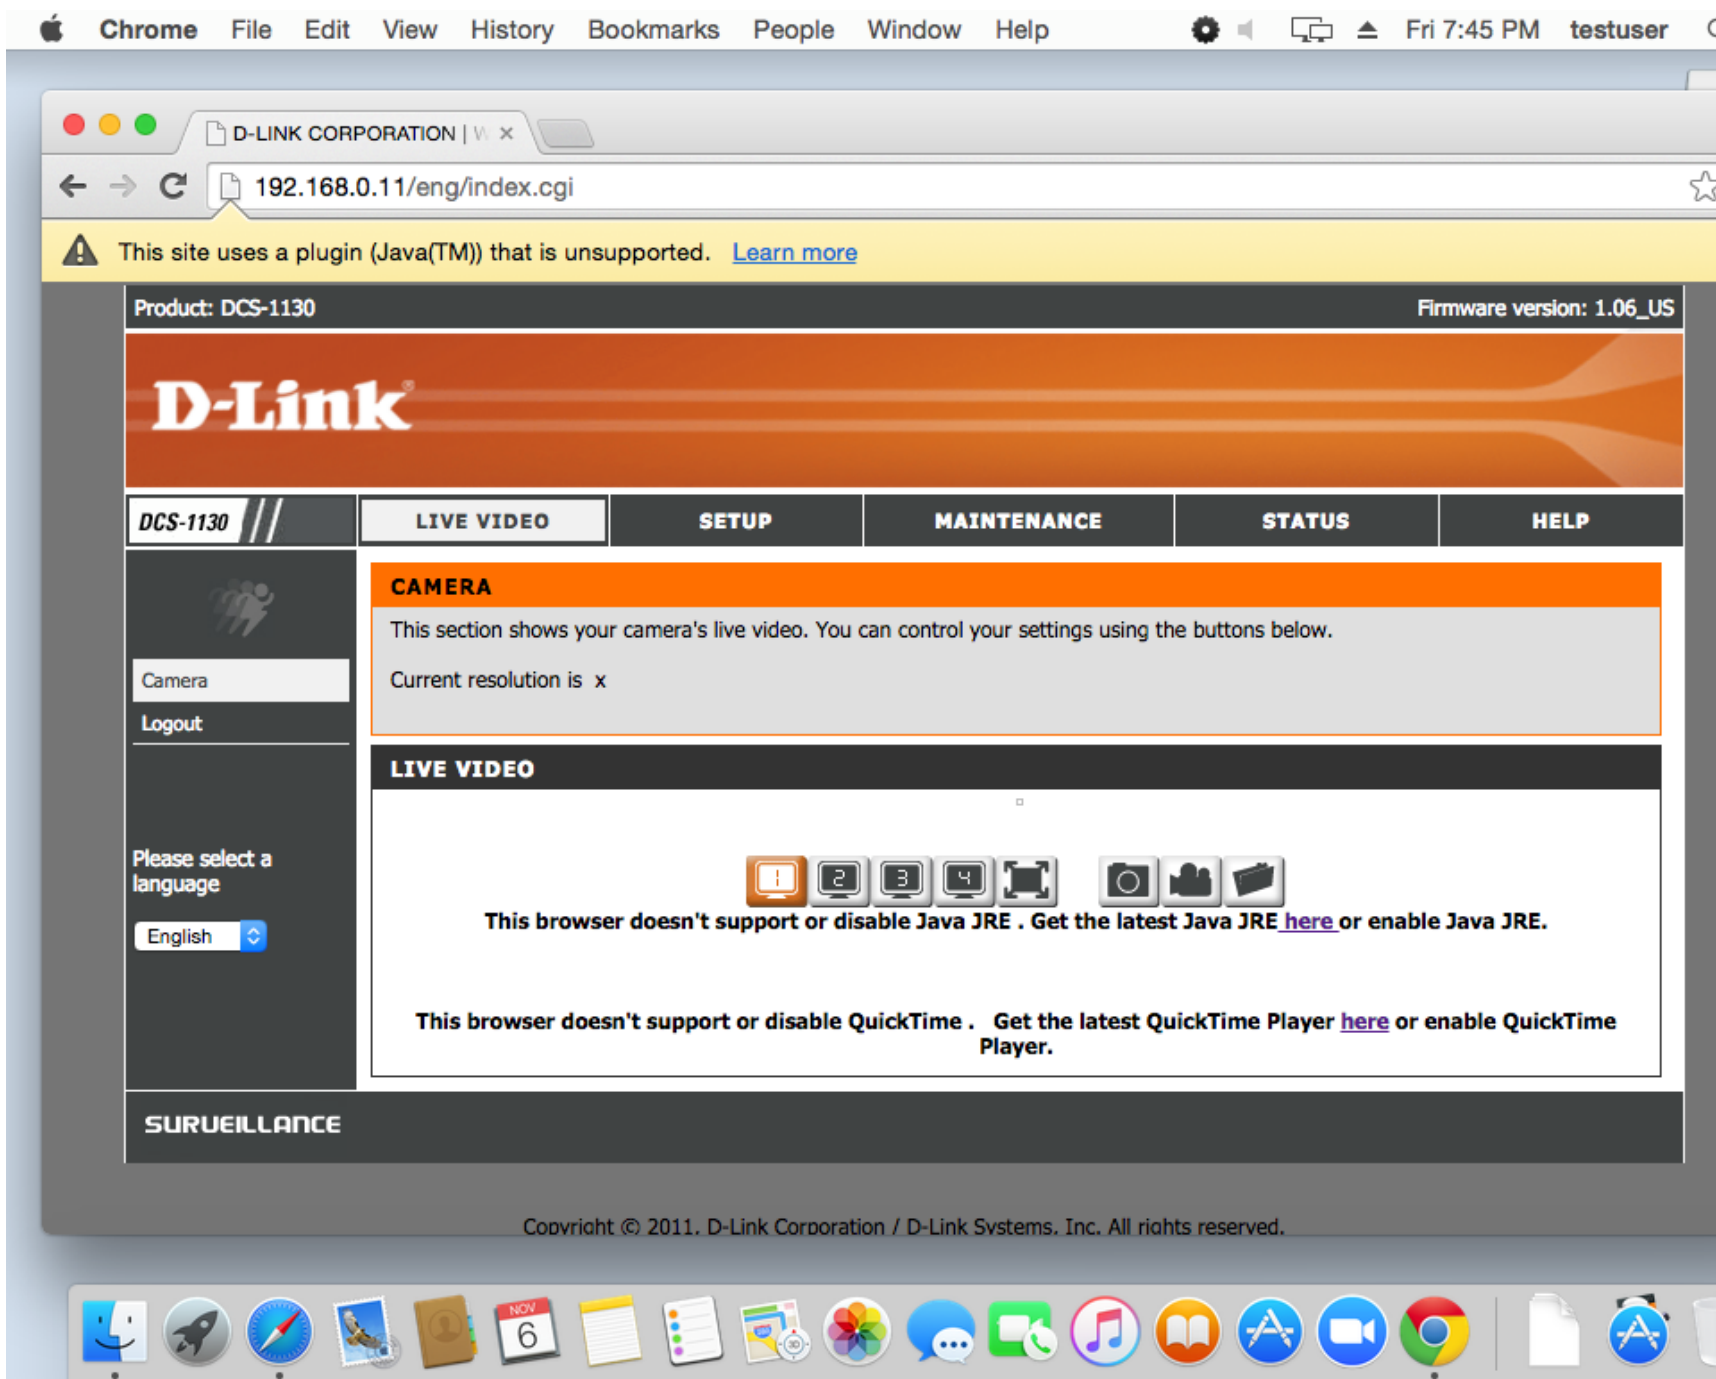 Chrome File Edit View History Bookmarks People Window Help Fri 7:45 PM testuser
D-LINK CORPORATION | W
192.168.0.11/eng/index.cgi
This site uses a plugin (Java(TM)) that is unsupported. Learn more
Product: DCS-1130 Firmware version: 1.06_US
D-Link®
DCS-1130 LIVE VIDEO SETUP MAINTENANCE STATUS HELP
CAMERA
This section shows your camera's live video. You can control your settings using the buttons below.
Current resolution is x
Camera
Logout
LIVE VIDEO
Please select a
language
English
1 2 3 4
This browser doesn't support or disable Java JRE . Get the latest Java JRE here or enable Java JRE.
This browser doesn't support or disable QuickTime . Get the latest QuickTime Player here or enable QuickTime
Player.
SURVEILLANCE
Copyright © 2011, D-Link Corporation / D-Link Systems, Inc. All rights reserved.
NOV
6
3D